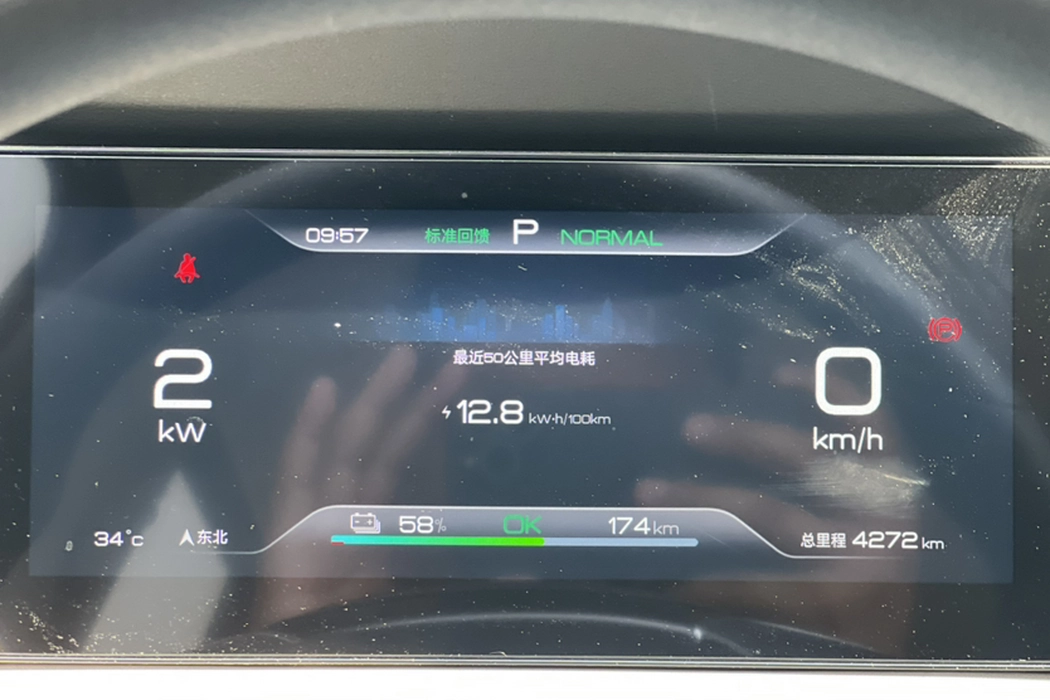 09:57 标准回馈 P NORMAL
最近50公里平均电耗
2
kW
12.8 kW·h/100km
0
km/h
34°c 东北
58% OK 174km
总里程 4272 km